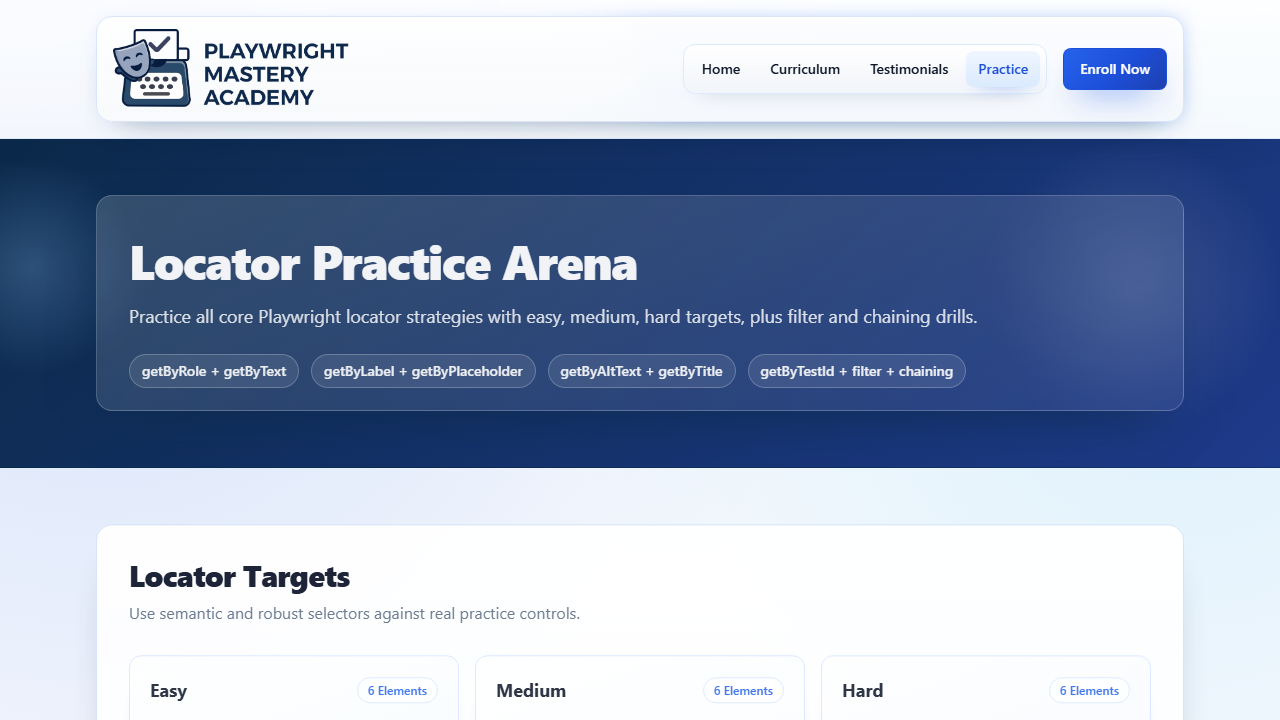 PLAYWRIGHT
MASTERY
ACADEMY
Home
Curriculum
Testimonials
Practice
Enroll Now
Locator Practice Arena
Practice all core Playwright locator strategies with easy, medium, hard targets, plus filter and chaining drills.
getByRole + getByText
getByLabel + getByPlaceholder
getByAltText + getByTitle
getByTestId + filter + chaining
Locator Targets
Use semantic and robust selectors against real practice controls.
Easy
6 Elements
Medium
6 Elements
Hard
6 Elements